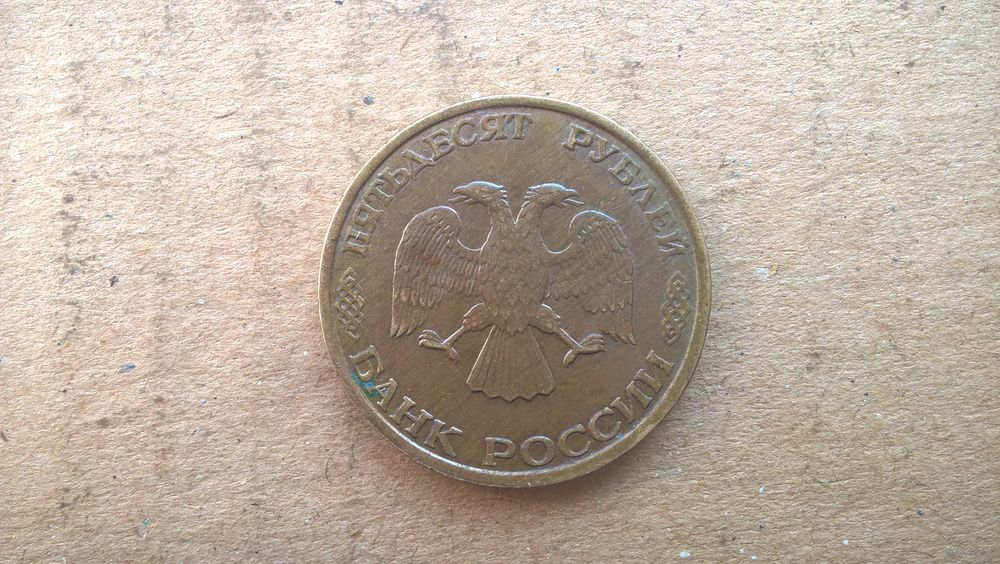 ПЯТЬДЕСЯТ РУБЛЕЙ
БАНК РОССИИ